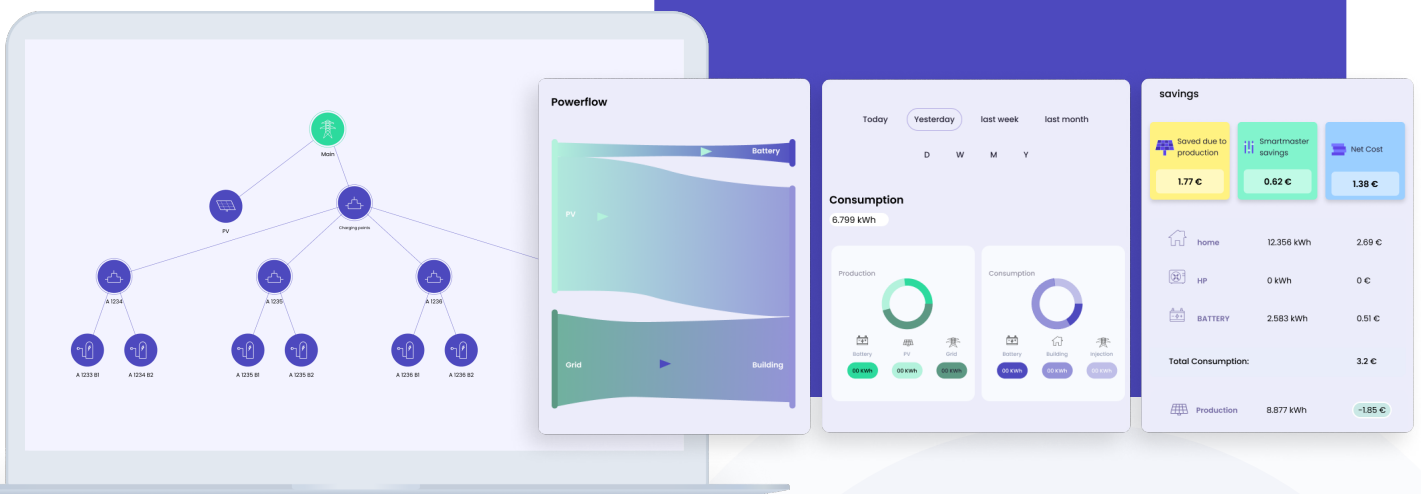 Main
PV
Charging points
A 1234
A 1235
A 1236
A 1233 B1
A 1234 B2
A 1235 B1
A 1235 B2
A 1236 B1
A 1236 B2
Powerflow
Battery
PV
Grid
Building
Today
Yesterday
last week
last month
D
W
M
Y
Consumption
6.799 kWh
Production
Battery
PV
Grid
00 KWh
00 KWh
00 KWh
Consumption
Battery
Building
Injection
00 KWh
00 KWh
00 KWh
savings
Saved due to
production
1.77 €
Smartmaster
savings
0.62 €
Net Cost
1.38 €
home 12.356 kWh 2.69 €
HP 0 kWh 0 €
BATTERY 2.583 kWh 0.51 €
Total Consumption: 3.2 €
Production 8.877 kWh -1.85 €